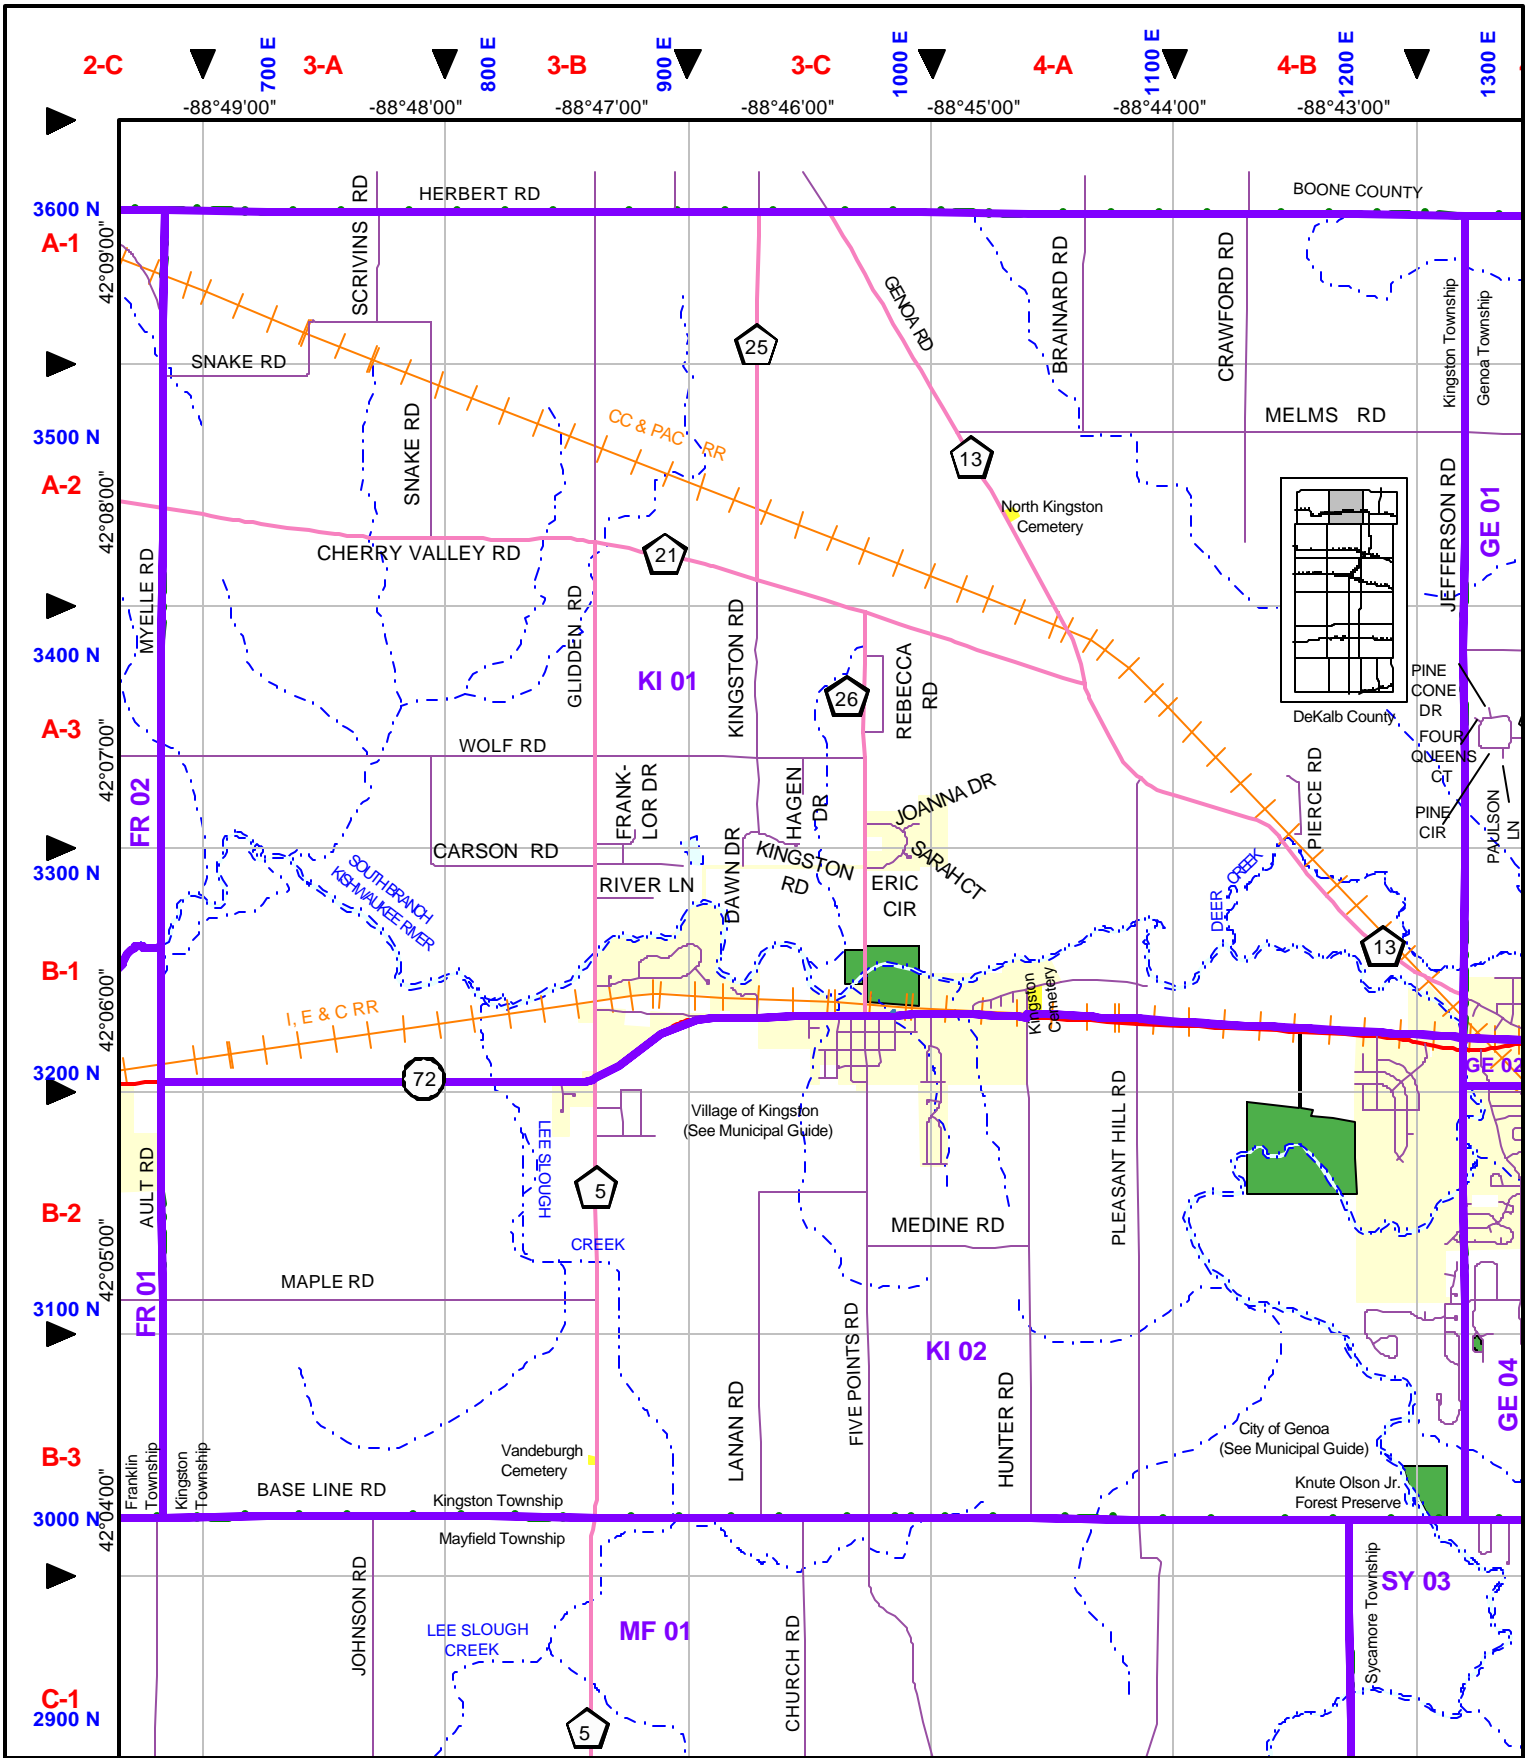 2-C
700 E
3-A
800 E
3-B
900 E
3-C
1000 E
4-A
1100 E
4-B
1200 E
1300 E
-88°49'00"
-88°48'00"
-88°47'00"
-88°46'00"
-88°45'00"
-88°44'00"
-88°43'00"
3600 N
A-1
42°09'00"
3500 N
A-2
42°08'00"
3400 N
A-3
42°07'00"
3300 N
B-1
42°06'00"
3200 N
B-2
42°05'00"
3100 N
B-3
42°04'00"
3000 N
C-1
2900 N
HERBERT RD
BOONE COUNTY
SCRIVINS RD
GENOA RD
BRAINARD RD
CRAWFORD RD
Kingston Township
Genoa Township
25
SNAKE RD
SNAKE RD
CC & PAC RR
MELMS RD
13
North Kingston
Cemetery
JEFFERSON RD
GE 01
CHERRY VALLEY RD
21
MYELLE RD
GLIDDEN RD
KINGSTON RD
KI 01
26
REBECCA
RD
DeKalb County
PINE
CONE
DR
FOUR
QUEENS
CT
PINE
CIR
PAULSON
LN
WOLF RD
FR 02
FRANK-
LOR DR
HAGEN
DR
JOANNA DR
PIERCE RD
CARSON RD
DAWN DR
KINGSTON
RD
SARAH CT
RIVER LN
ERIC
CIR
SOUTH BRANCH
KISHWAUKEE RIVER
DEER CREEK
13
I, E & C RR
Kingston
Cemetery
72
GE 02
Village of Kingston
(See Municipal Guide)
AULT RD
LEE SLOUGH
CREEK
5
PLEASANT HILL RD
MEDINE RD
MAPLE RD
FR 01
FIVE POINTS RD
KI 02
LANAN RD
HUNTER RD
GE 04
City of Genoa
(See Municipal Guide)
Vandeburgh
Cemetery
Franklin
Township
Kingston
Township
BASE LINE RD
Kingston Township
Knute Olson Jr.
Forest Preserve
Mayfield Township
JOHNSON RD
Sycamore Township
SY 03
LEE SLOUGH
CREEK
MF 01
CHURCH RD
5